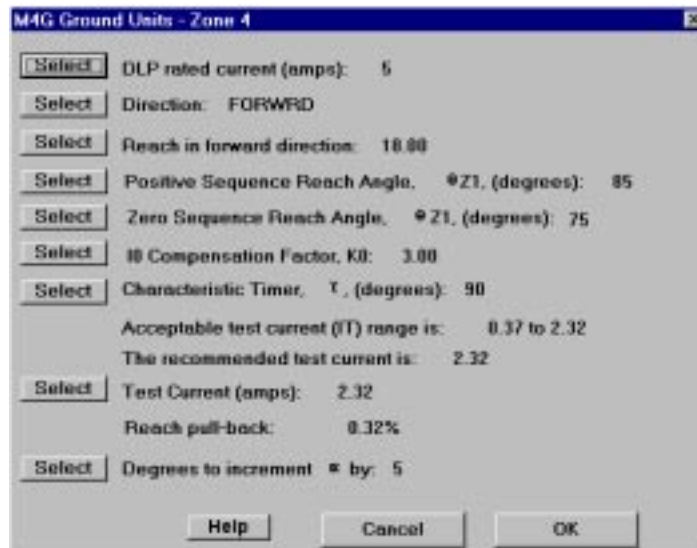 M4G Ground Units - Zone 4
Select DLP rated current (amps): 5
Select Direction: FORWRD
Select Reach in forward direction: 18.00
Select Positive Sequence Reach Angle, ΘZ1, (degrees): 85
Select Zero Sequence Reach Angle, ΘZ1, (degrees): 75
Select I0 Compensation Factor, K0: 3.00
Select Characteristic Timer, τ, (degrees): 90
Acceptable test current (IT) range is: 0.37 to 2.32
The recommended test current is: 2.32
Select Test Current (amps): 2.32
Reach pull-back: 0.32%
Select Degrees to increment α by: 5
Help Cancel OK